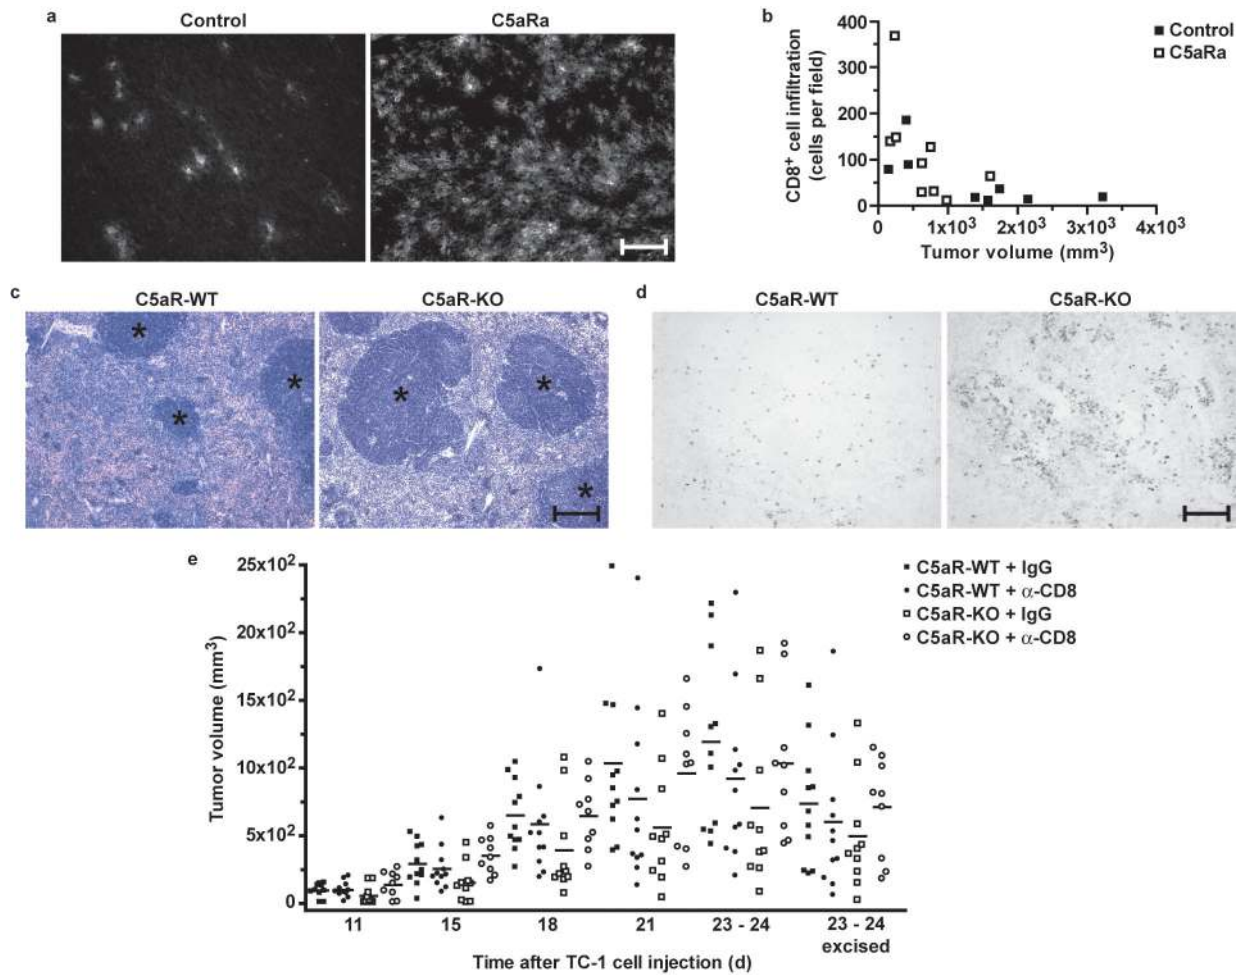 a
Control
C5aRa
b
CD8⁺ cell infiltration
(cells per field)
400
300
200
100
0
0
1x10³
2x10³
3x10³
4x10³
Tumor volume (mm³)
Control
C5aRa
c
C5aR-WT
C5aR-KO
* * *
* * *
d
C5aR-WT
C5aR-KO
e
Tumor volume (mm³)
25x10²
20x10²
15x10²
10x10²
5x10²
0
11
15
18
21
23 - 24
23 - 24
excised
Time after TC-1 cell injection (d)
C5aR-WT + IgG
C5aR-WT + α-CD8
C5aR-KO + IgG
C5aR-KO + α-CD8